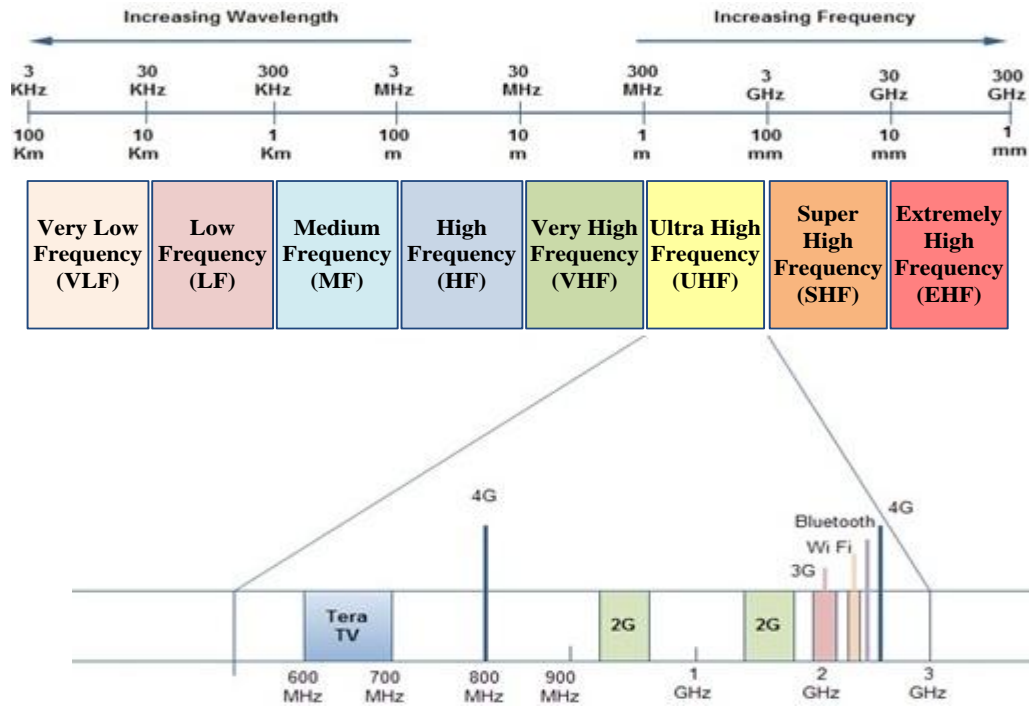 Increasing Wavelength
Increasing Frequency
3 KHz
30 KHz
300 KHz
3 MHz
30 MHz
300 MHz
3 GHz
30 GHz
300 GHz
100 Km
10 Km
1 Km
100 m
10 m
1 m
100 mm
10 mm
1 mm
Very Low
Frequency
(VLF)
Low
Frequency
(LF)
Medium
Frequency
(MF)
High
Frequency
(HF)
Very High
Frequency
(VHF)
Ultra High
Frequency
(UHF)
Super
High
Frequency
(SHF)
Extremely
High
Frequency
(EHF)
4G
4G
Bluetooth
Wi Fi
3G
Tera
TV
2G
2G
600 MHz
700 MHz
800 MHz
900 MHz
1 GHz
2 GHz
3 GHz